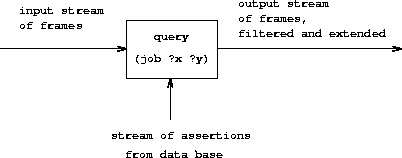 input stream
of frames
output stream
of frames,
filtered and extended
query
(job ?x ?y)
stream of assertions
from data base